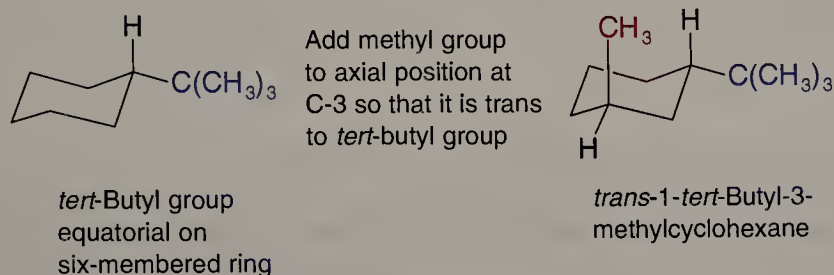 H
C(CH₃)₃
tert-Butyl group
equatorial on
six-membered ring
Add methyl group
to axial position at
C-3 so that it is trans
to tert-butyl group
CH₃
H
C(CH₃)₃
H
trans-1-tert-Butyl-3-
methylcyclohexane